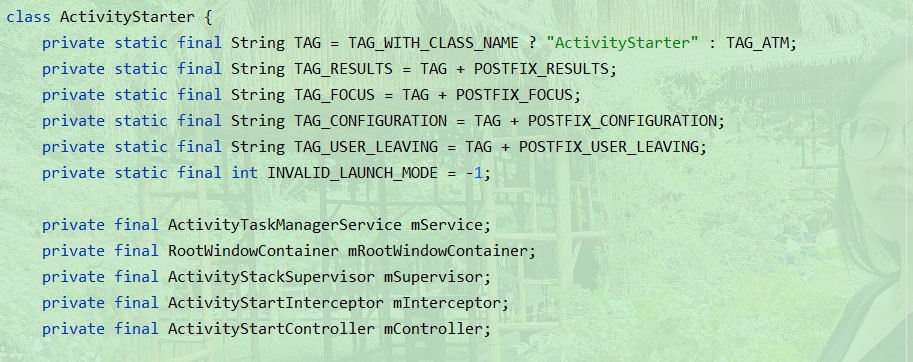 class ActivityStarter {
    private static final String TAG = TAG_WITH_CLASS_NAME ? "ActivityStarter" : TAG_ATM;
    private static final String TAG_RESULTS = TAG + POSTFIX_RESULTS;
    private static final String TAG_FOCUS = TAG + POSTFIX_FOCUS;
    private static final String TAG_CONFIGURATION = TAG + POSTFIX_CONFIGURATION;
    private static final String TAG_USER_LEAVING = TAG + POSTFIX_USER_LEAVING;
    private static final int INVALID_LAUNCH_MODE = -1;

    private final ActivityTaskManagerService mService;
    private final RootWindowContainer mRootWindowContainer;
    private final ActivityStackSupervisor mSupervisor;
    private final ActivityStartInterceptor mInterceptor;
    private final ActivityStartController mController;